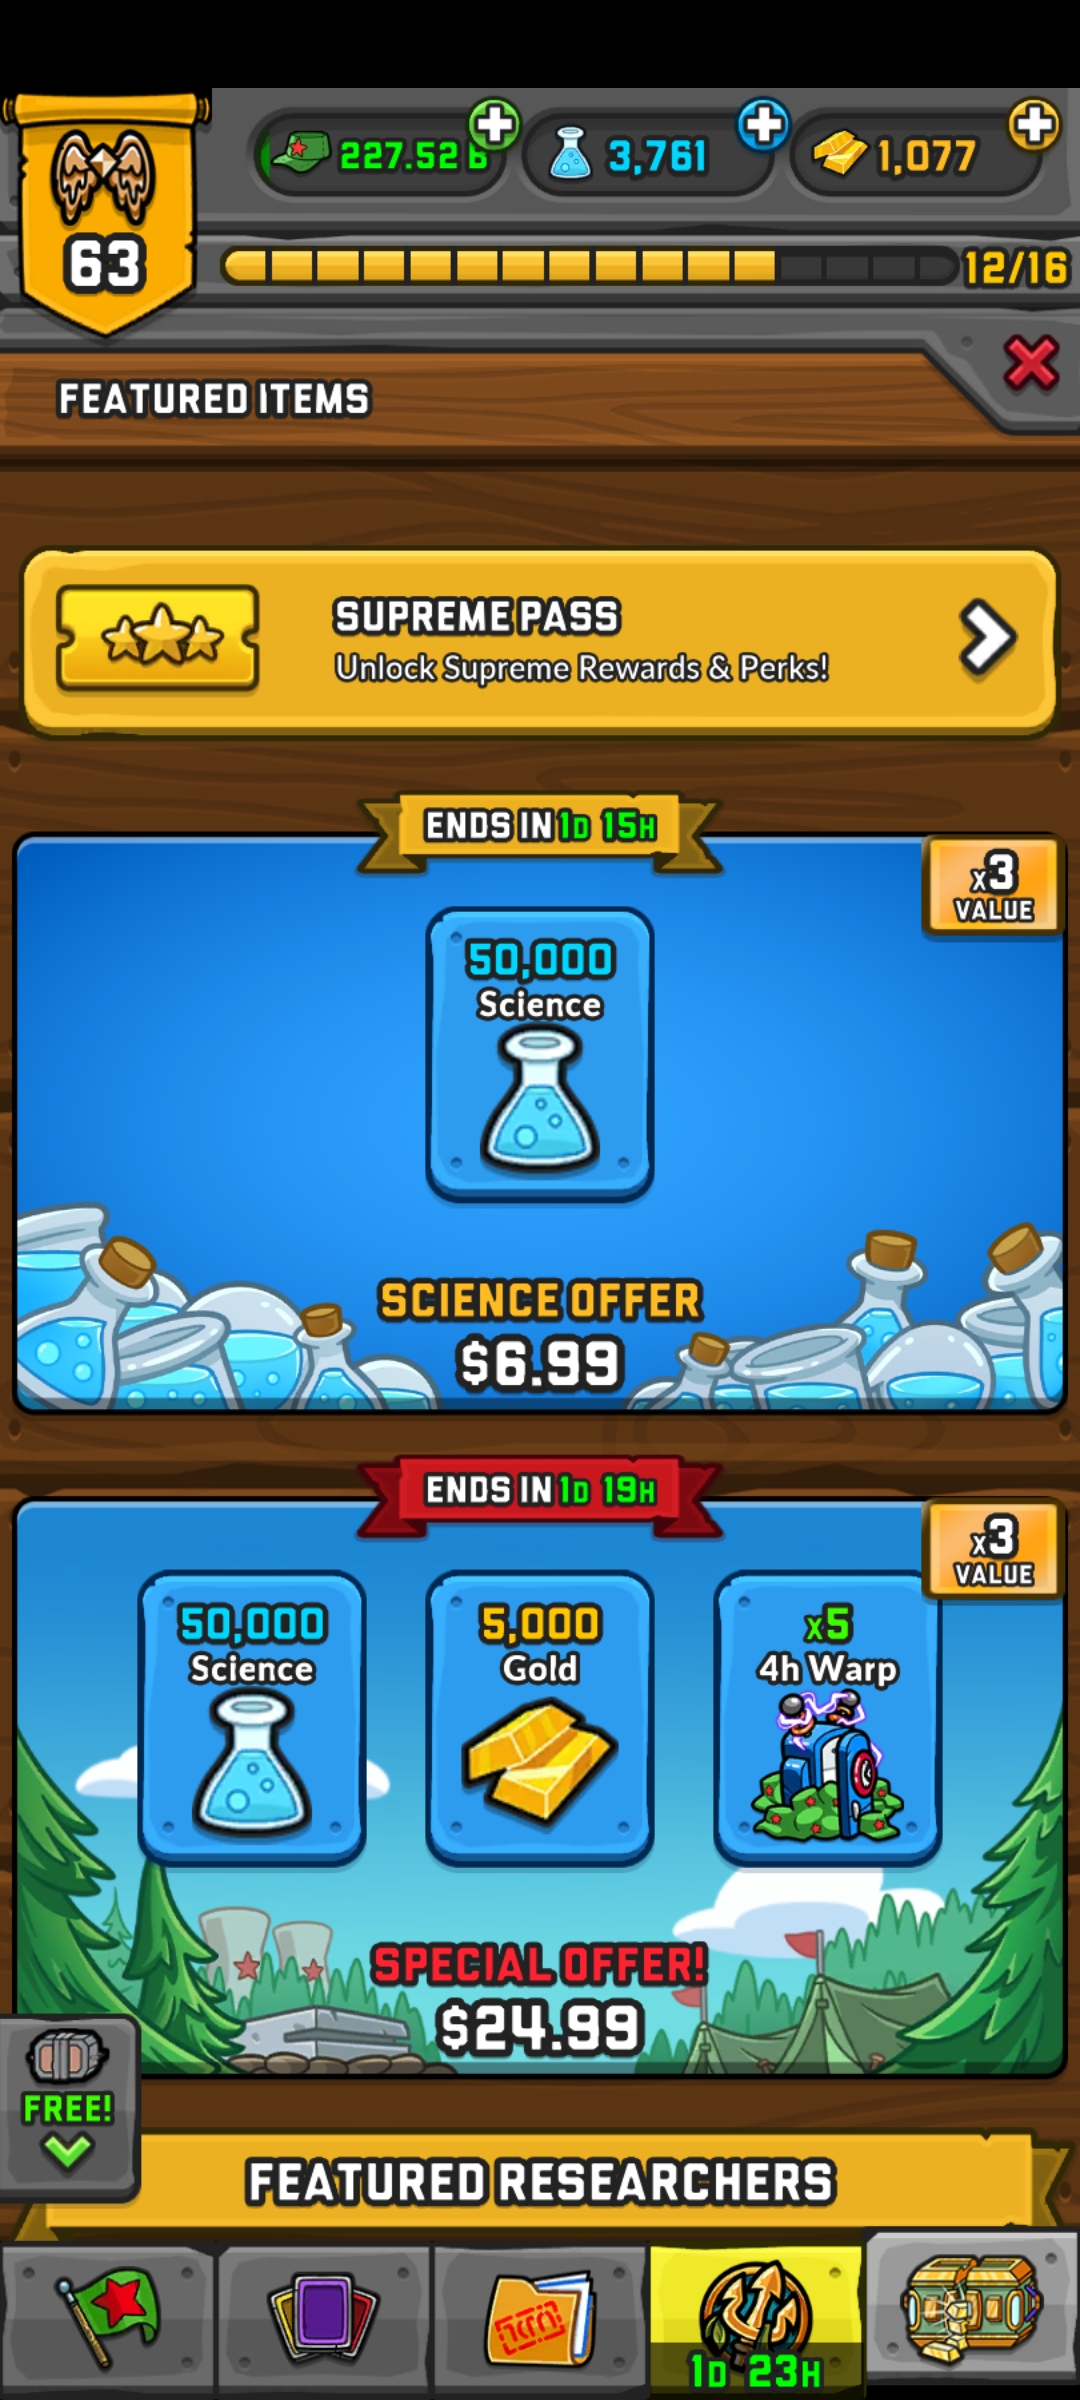 227.52 B
3,761
1,077
63
12/16
FEATURED ITEMS
SUPREME PASS
Unlock Supreme Rewards & Perks!
ENDS IN 1D 15H
x3
VALUE
50,000
Science
SCIENCE OFFER
$6.99
ENDS IN 1D 19H
x3
VALUE
50,000
Science
5,000
Gold
x5
4h Warp
SPECIAL OFFER!
$24.99
FREE!
FEATURED RESEARCHERS
1D 23H